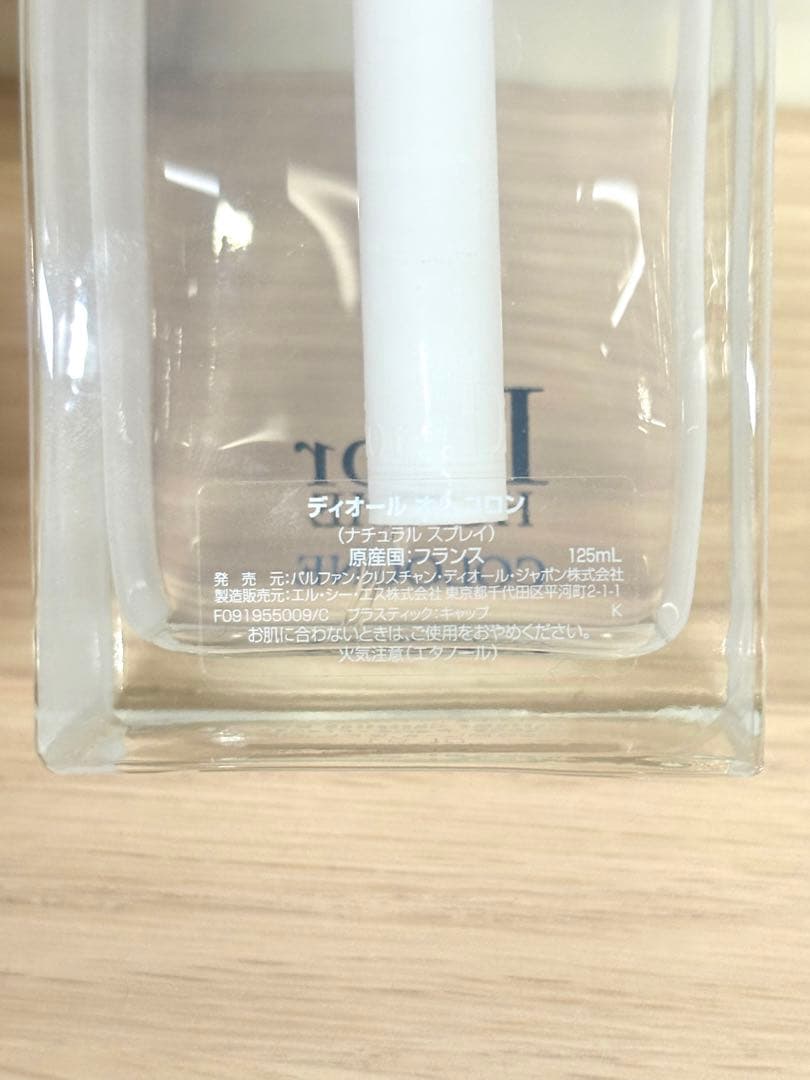 Dior
HOMME
COLOGNE
ディオール オム コロン
(ナチュラル スプレイ)
原産国:フランス 125mL
発 売 元:パルファン・クリスチャン・ディオール・ジャポン株式会社
製造販売元:エル・シー・エス株式会社 東京都千代田区平河町2-1-1
F091955009/C プラスティック:キャップ K
お肌に合わないときは、ご使用をおやめください。
火気注意(エタノール)